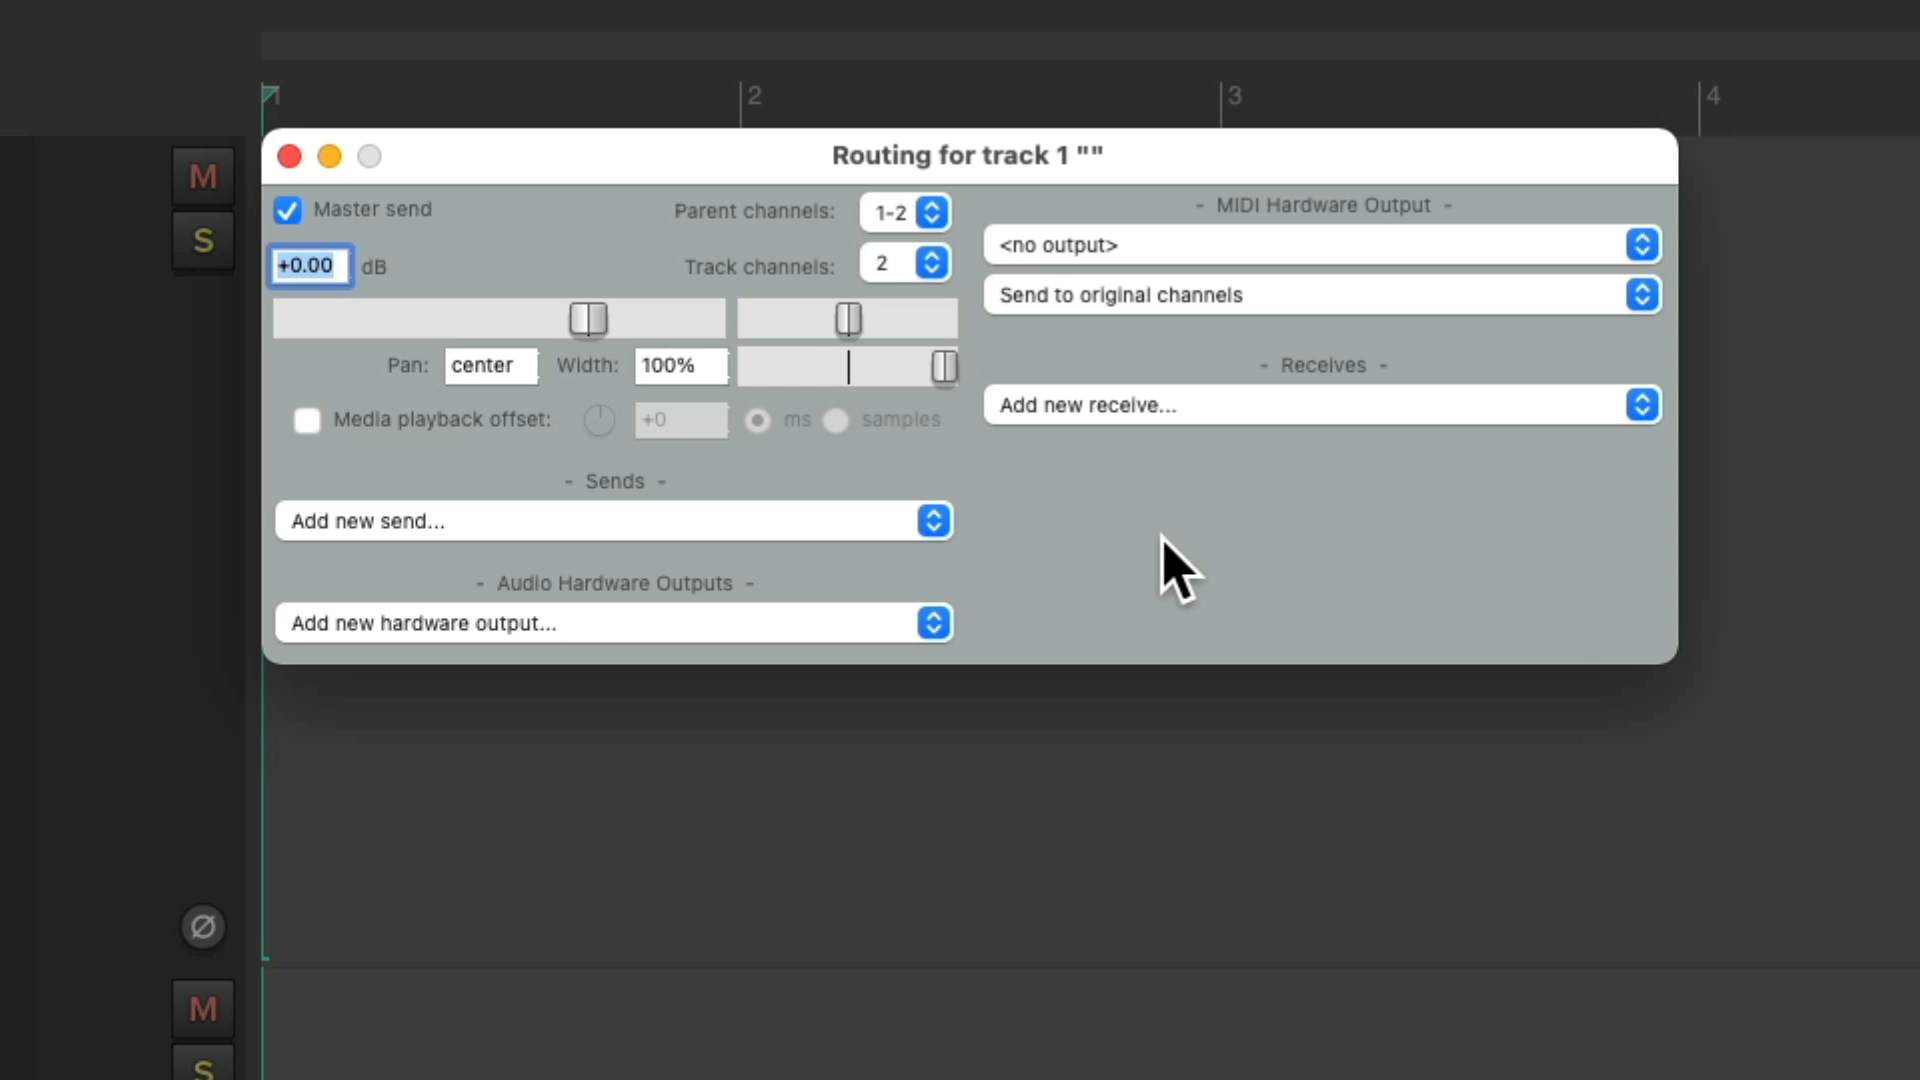 1 2 3 4
M
S
Routing for track 1 ""
Master send
Parent channels: 1-2
+0.00 dB
Track channels: 2
Pan: center Width: 100%
Media playback offset: +0 ms samples
- Sends -
Add new send...
- Audio Hardware Outputs -
Add new hardware output...
- MIDI Hardware Output -
<no output>
Send to original channels
- Receives -
Add new receive...
Ø
M
S